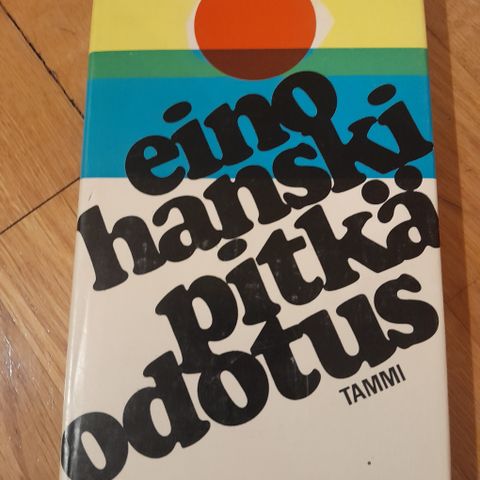 eino
hanski
pitkä
odotus
TAMMI